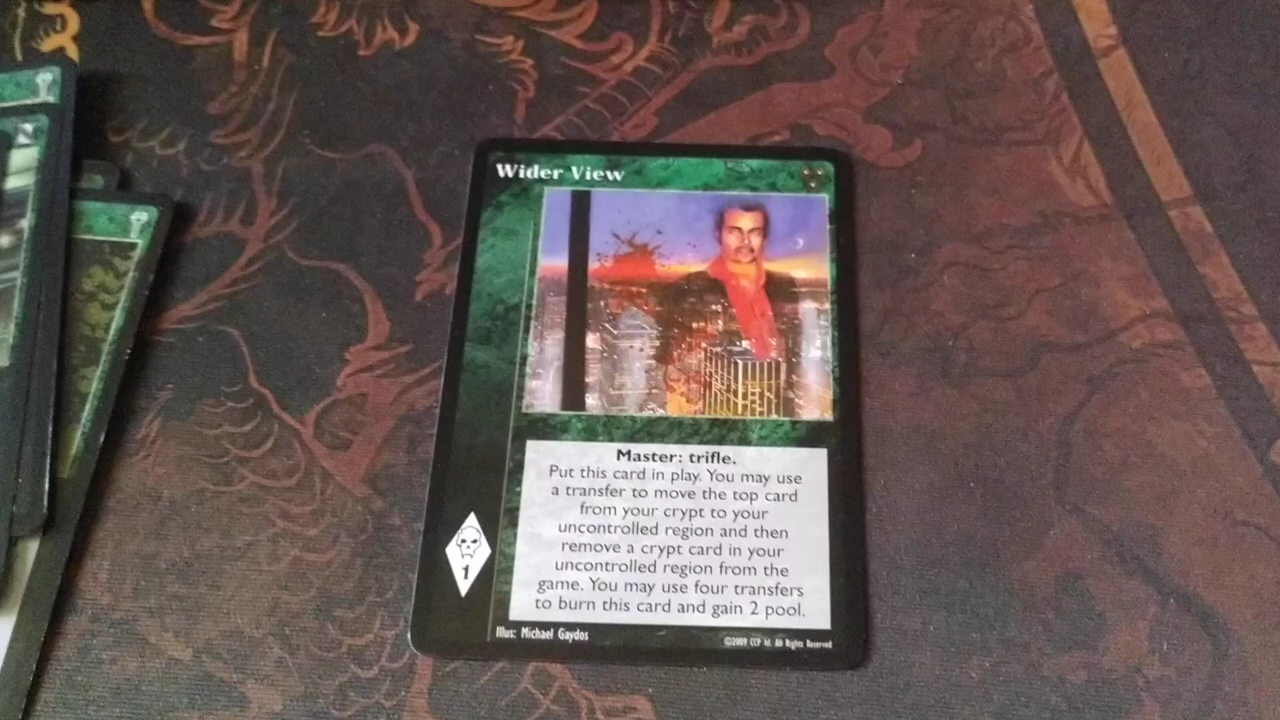 Wider View
Master: trifle.
Put this card in play. You may use
a transfer to move the top card
from your crypt to your
uncontrolled region and then
remove a crypt card in your
uncontrolled region from the
game. You may use four transfers
to burn this card and gain 2 pool.
1
Illus: Michael Gaydos
©2009 CCP hf. All Rights Reserved